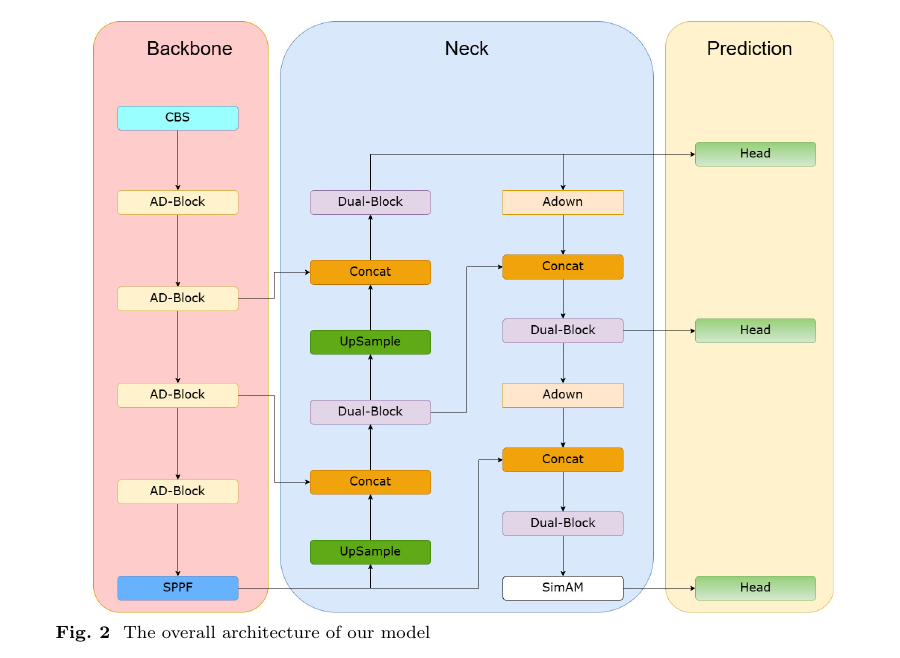 Backbone
Neck
Prediction
CBS
AD-Block
AD-Block
AD-Block
AD-Block
SPPF
Dual-Block
Concat
UpSample
Dual-Block
Concat
UpSample
Adown
Concat
Dual-Block
Adown
Concat
Dual-Block
SimAM
Head
Head
Head
Fig. 2 The overall architecture of our model